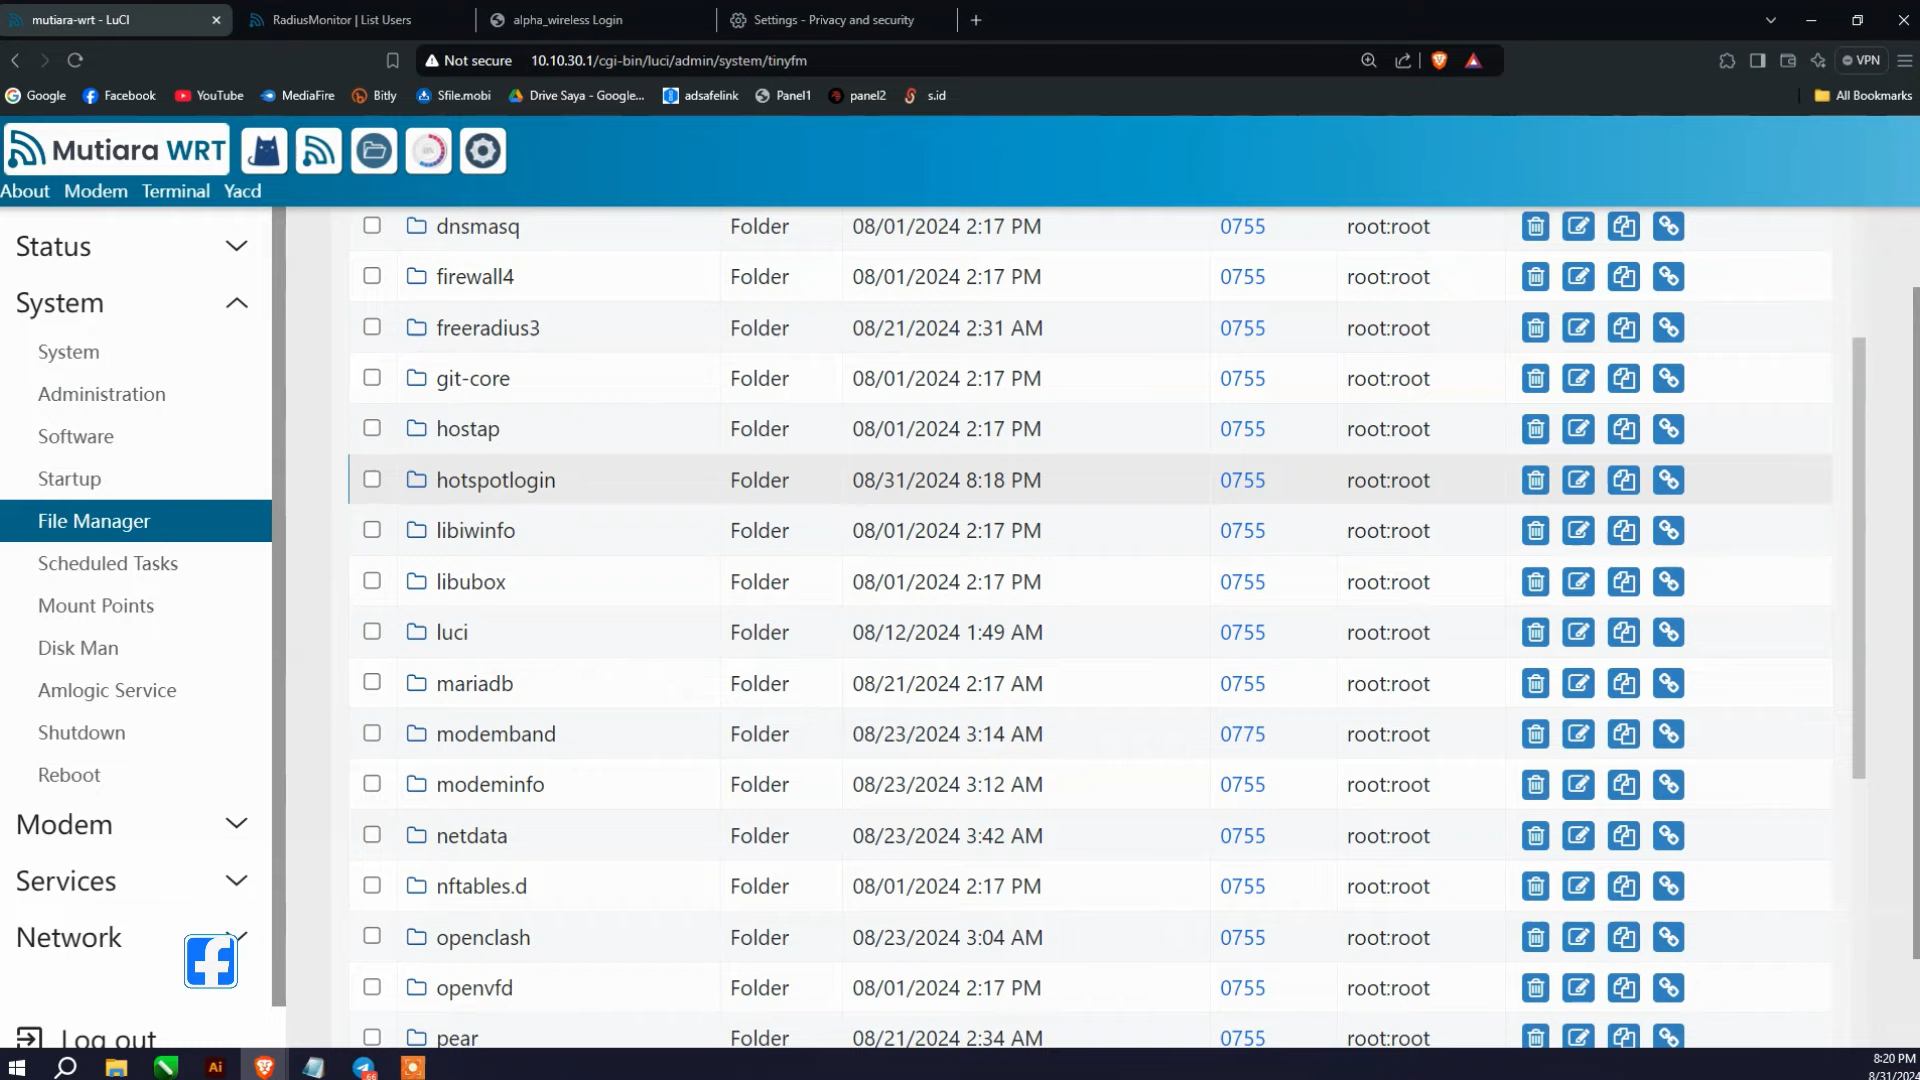 mutiara-wrt - LuCI
RadiusMonitor | List Users
alpha_wireless Login
Settings - Privacy and security
Not secure 10.10.30.1/cgi-bin/luci/admin/system/tinyfm
VPN
Google Facebook YouTube MediaFire Bitly Sfile.mobi Drive Saya - Google... adsafelink Panel1 panel2 s.id All Bookmarks
Mutiara WRT
About Modem Terminal Yacd
Status
System
System
Administration
Software
Startup
File Manager
Scheduled Tasks
Mount Points
Disk Man
Amlogic Service
Shutdown
Reboot
Modem
Services
Network
Log out
dnsmasq Folder 08/01/2024 2:17 PM 0755 root:root
firewall4 Folder 08/01/2024 2:17 PM 0755 root:root
freeradius3 Folder 08/21/2024 2:31 AM 0755 root:root
git-core Folder 08/01/2024 2:17 PM 0755 root:root
hostap Folder 08/01/2024 2:17 PM 0755 root:root
hotspotlogin Folder 08/31/2024 8:18 PM 0755 root:root
libiwinfo Folder 08/01/2024 2:17 PM 0755 root:root
libubox Folder 08/01/2024 2:17 PM 0755 root:root
luci Folder 08/12/2024 1:49 AM 0755 root:root
mariadb Folder 08/21/2024 2:17 AM 0755 root:root
modemband Folder 08/23/2024 3:14 AM 0775 root:root
modeminfo Folder 08/23/2024 3:12 AM 0755 root:root
netdata Folder 08/23/2024 3:42 AM 0755 root:root
nftables.d Folder 08/01/2024 2:17 PM 0755 root:root
openclash Folder 08/23/2024 3:04 AM 0755 root:root
openvfd Folder 08/01/2024 2:17 PM 0755 root:root
pear Folder 08/21/2024 2:34 AM 0755 root:root
Ai
66
8:20 PM
8/31/2024